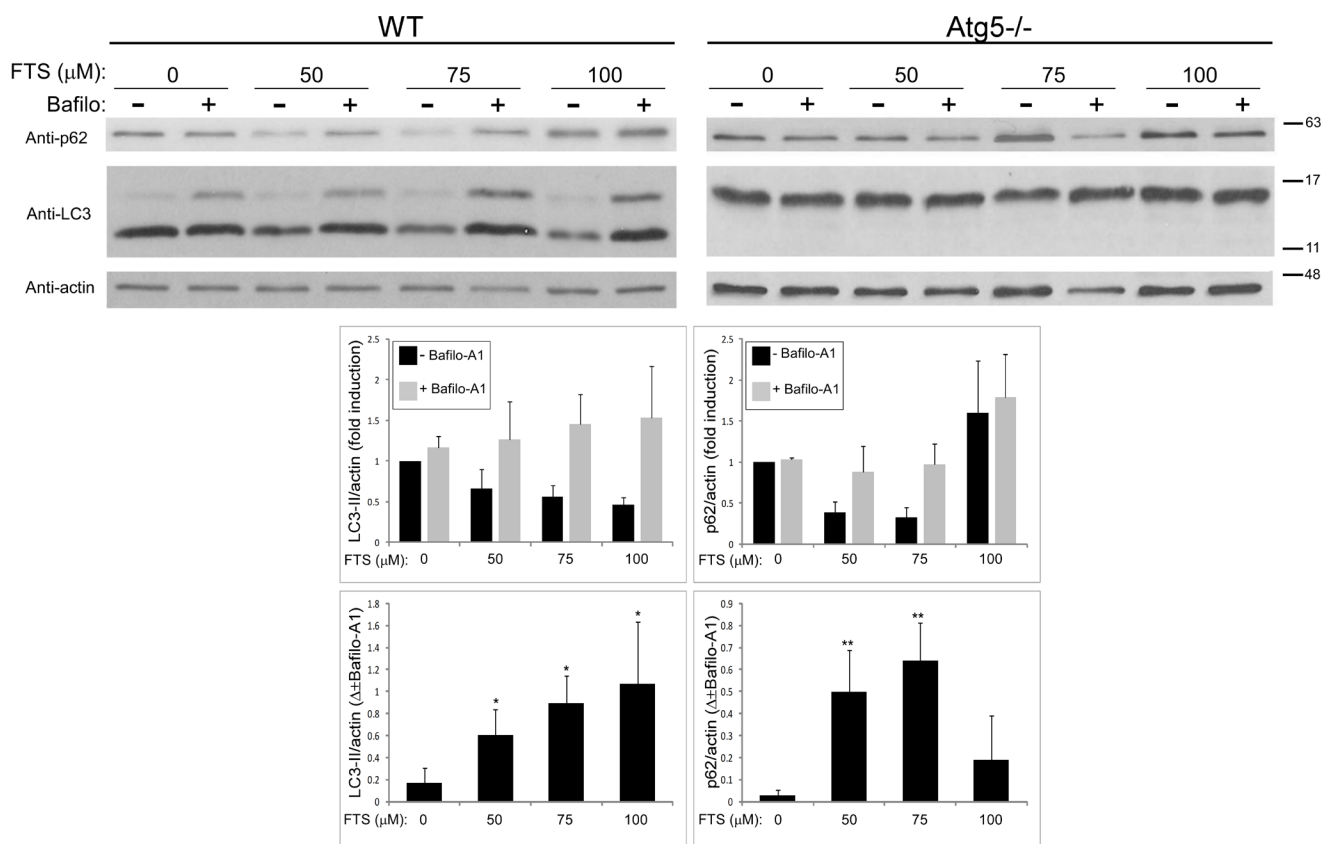 WT Atg5-/-
FTS (μM): 0 50 75 100 0 50 75 100
Bafilo: - + - + - + - + - + - + - + - +
Anti-p62 63
Anti-LC3 17
11
Anti-actin 48
LC3-II/actin (fold induction)
2.5
2
1.5
1
0.5
0
- Bafilo-A1
+ Bafilo-A1
FTS (μM): 0 50 75 100
p62/actin (fold induction)
2.5
2
1.5
1
0.5
0
- Bafilo-A1
+ Bafilo-A1
FTS (μM): 0 50 75 100
LC3-II/actin (Δ±Bafilo-A1)
1.8
1.6
1.4
1.2
1
0.8
0.6
0.4
0.2
0
* * *
FTS (μM): 0 50 75 100
p62/actin (Δ±Bafilo-A1)
0.9
0.8
0.7
0.6
0.5
0.4
0.3
0.2
0.1
0
** **
FTS (μM): 0 50 75 100